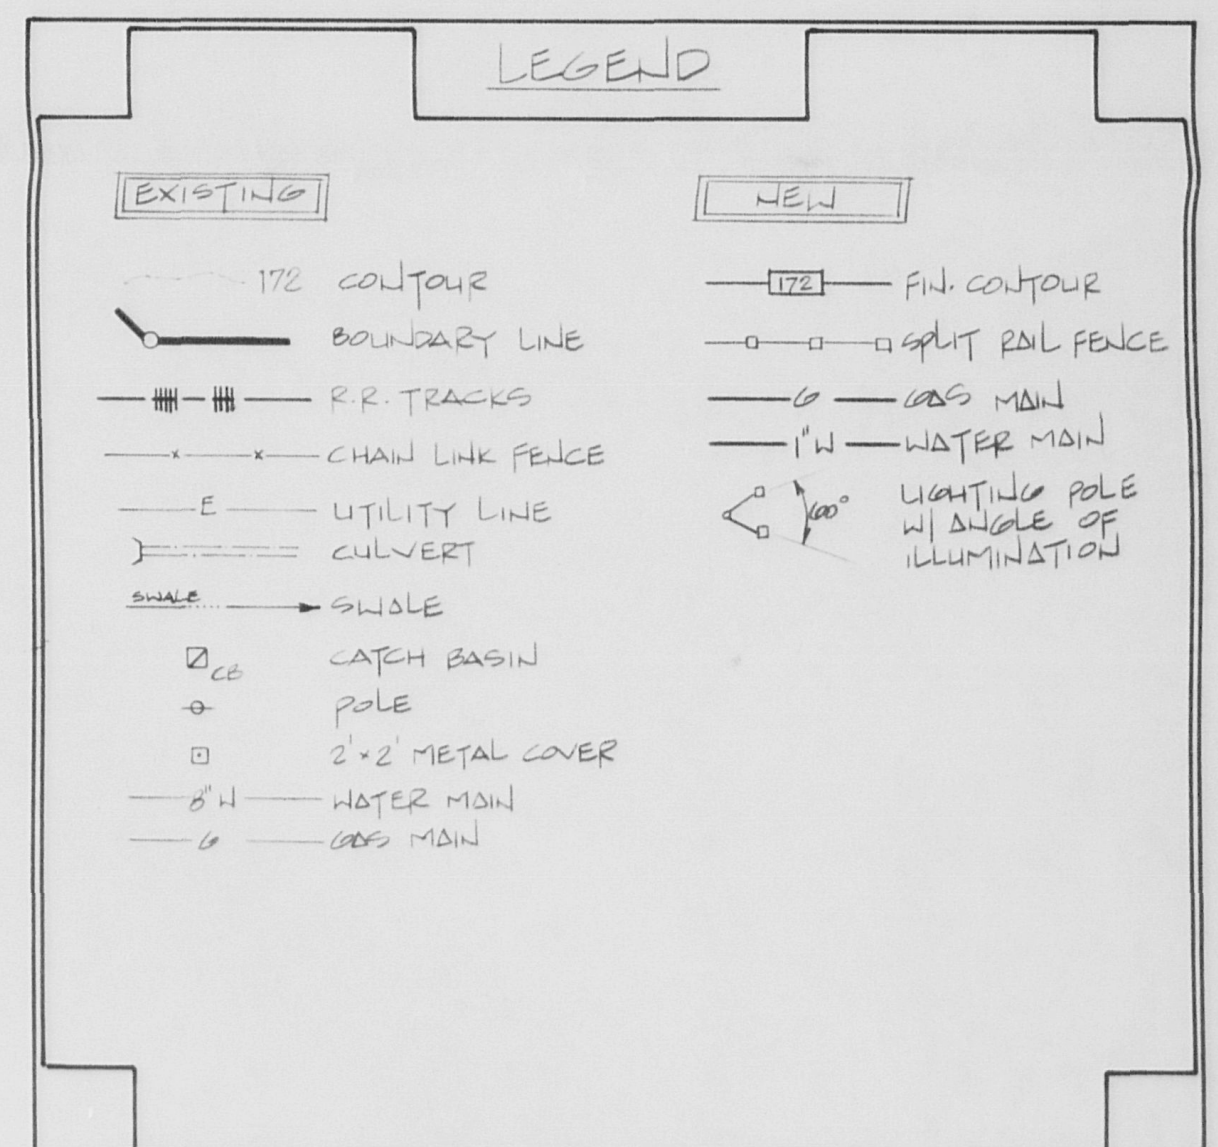 LEGEND
EXISTING
172 CONTOUR
BOUNDARY LINE
R.R. TRACKS
x x CHAIN LINK FENCE
E UTILITY LINE
CULVERT
SWALE SWALE
CB CATCH BASIN
POLE
2'x2' METAL COVER
8"W WATER MAIN
G GAS MAIN
NEW
172 FIN. CONTOUR
SPLIT RAIL FENCE
G GAS MAIN
1"W WATER MAIN
60° LIGHTING POLE
W/ ANGLE OF
ILLUMINATION